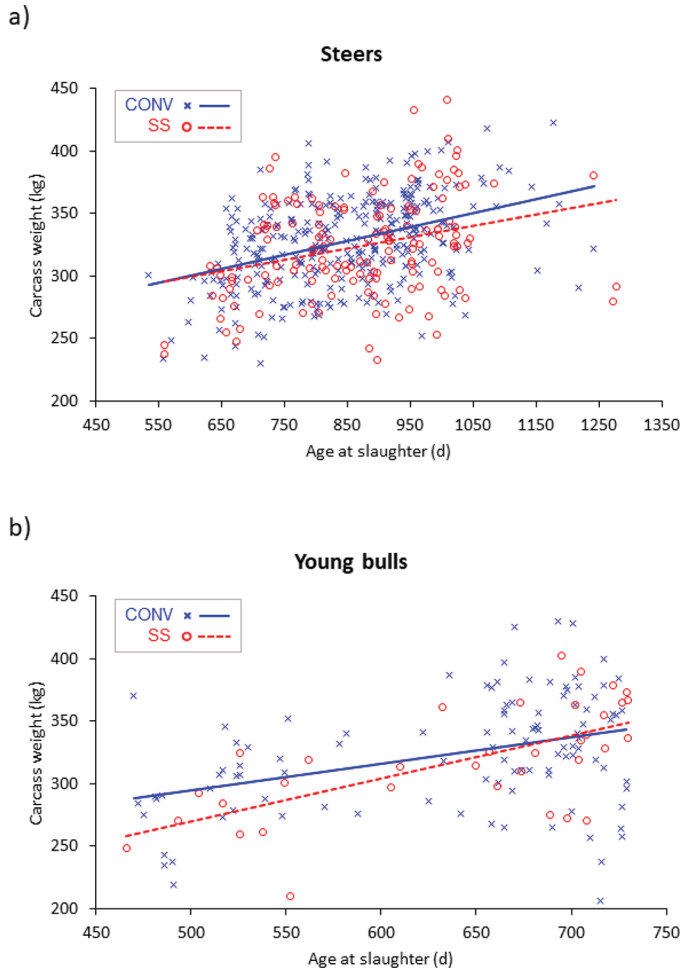 a)
Steers
CONV
SS
450
400
350
300
250
200
Carcass weight (kg)
450 550 650 750 850 950 1050 1150 1250 1350
Age at slaughter (d)
b)
Young bulls
CONV
SS
450
400
350
300
250
200
Carcass weight (kg)
450 500 550 600 650 700 750
Age at slaughter (d)